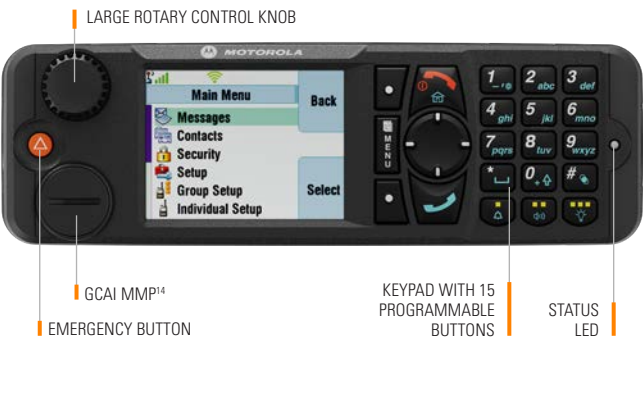 LARGE ROTARY CONTROL KNOB
MOTOROLA
Main Menu
Back
Messages
Contacts
Security
Setup
Group Setup
Select
Individual Setup
MENU
1
2 abc
3 def
4 ghi
5 jkl
6 mno
7 pqrs
8 tuv
9 wxyz
*
0 +
#
GCAI MMP14
EMERGENCY BUTTON
KEYPAD WITH 15
PROGRAMMABLE
BUTTONS
STATUS
LED